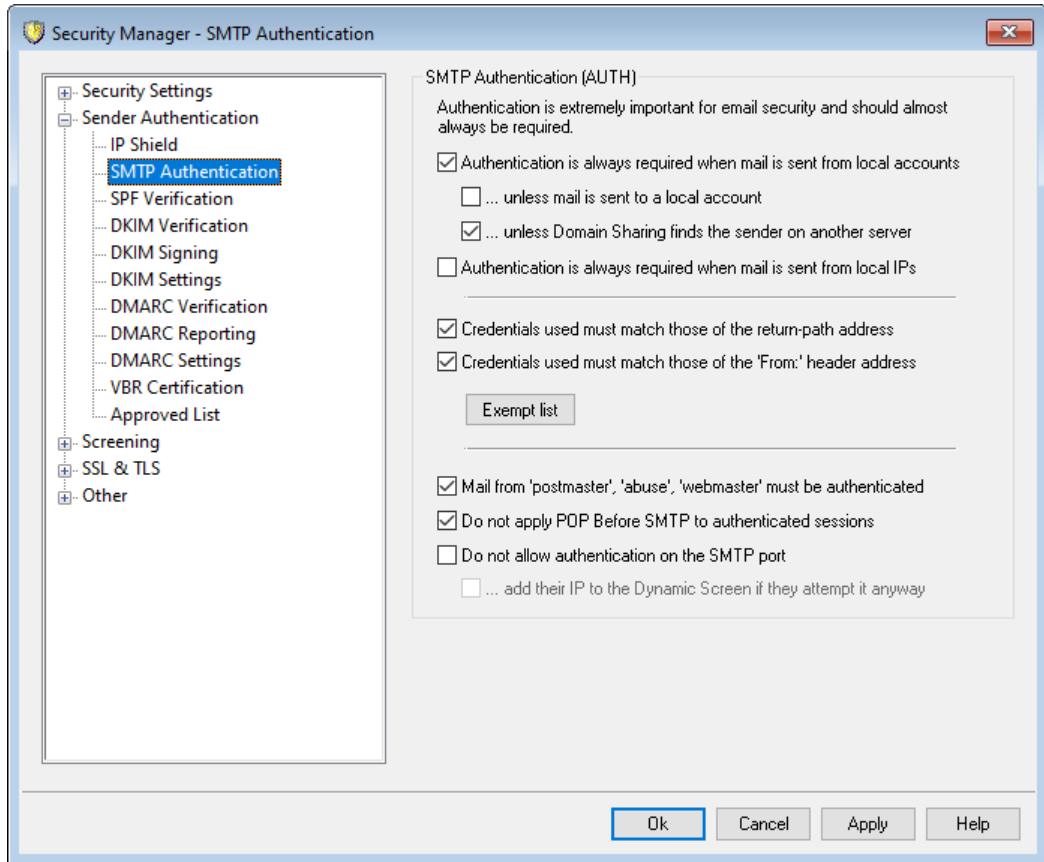 Security Manager - SMTP Authentication
Security Settings
Sender Authentication
IP Shield
SMTP Authentication
SPF Verification
DKIM Verification
DKIM Signing
DKIM Settings
DMARC Verification
DMARC Reporting
DMARC Settings
VBR Certification
Approved List
Screening
SSL & TLS
Other
SMTP Authentication (AUTH)
Authentication is extremely important for email security and should almost
always be required.
Authentication is always required when mail is sent from local accounts
... unless mail is sent to a local account
... unless Domain Sharing finds the sender on another server
Authentication is always required when mail is sent from local IPs
Credentials used must match those of the return-path address
Credentials used must match those of the 'From:' header address
Exempt list
Mail from 'postmaster', 'abuse', 'webmaster' must be authenticated
Do not apply POP Before SMTP to authenticated sessions
Do not allow authentication on the SMTP port
... add their IP to the Dynamic Screen if they attempt it anyway
Ok
Cancel
Apply
Help